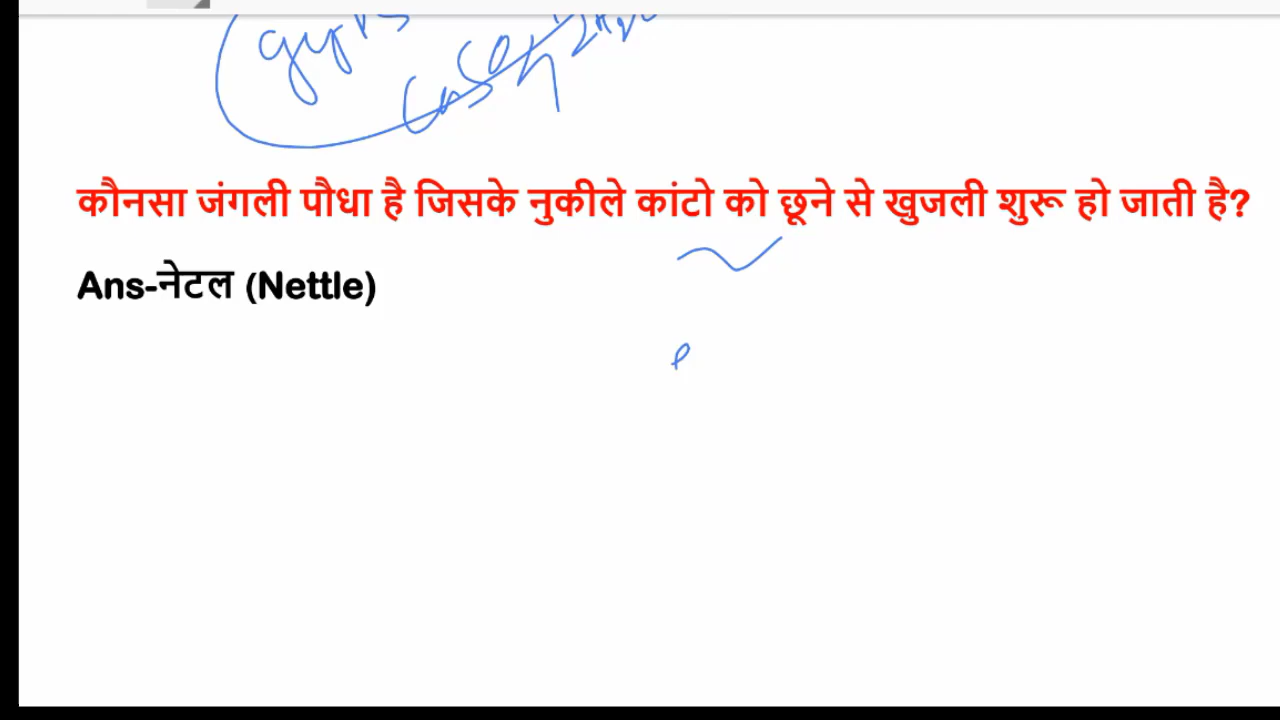 कौनसा जंगली पौधा है जिसके नुकीले कांटो को छूने से खुजली शुरू हो जाती है?
Ans-नेटल (Nettle)